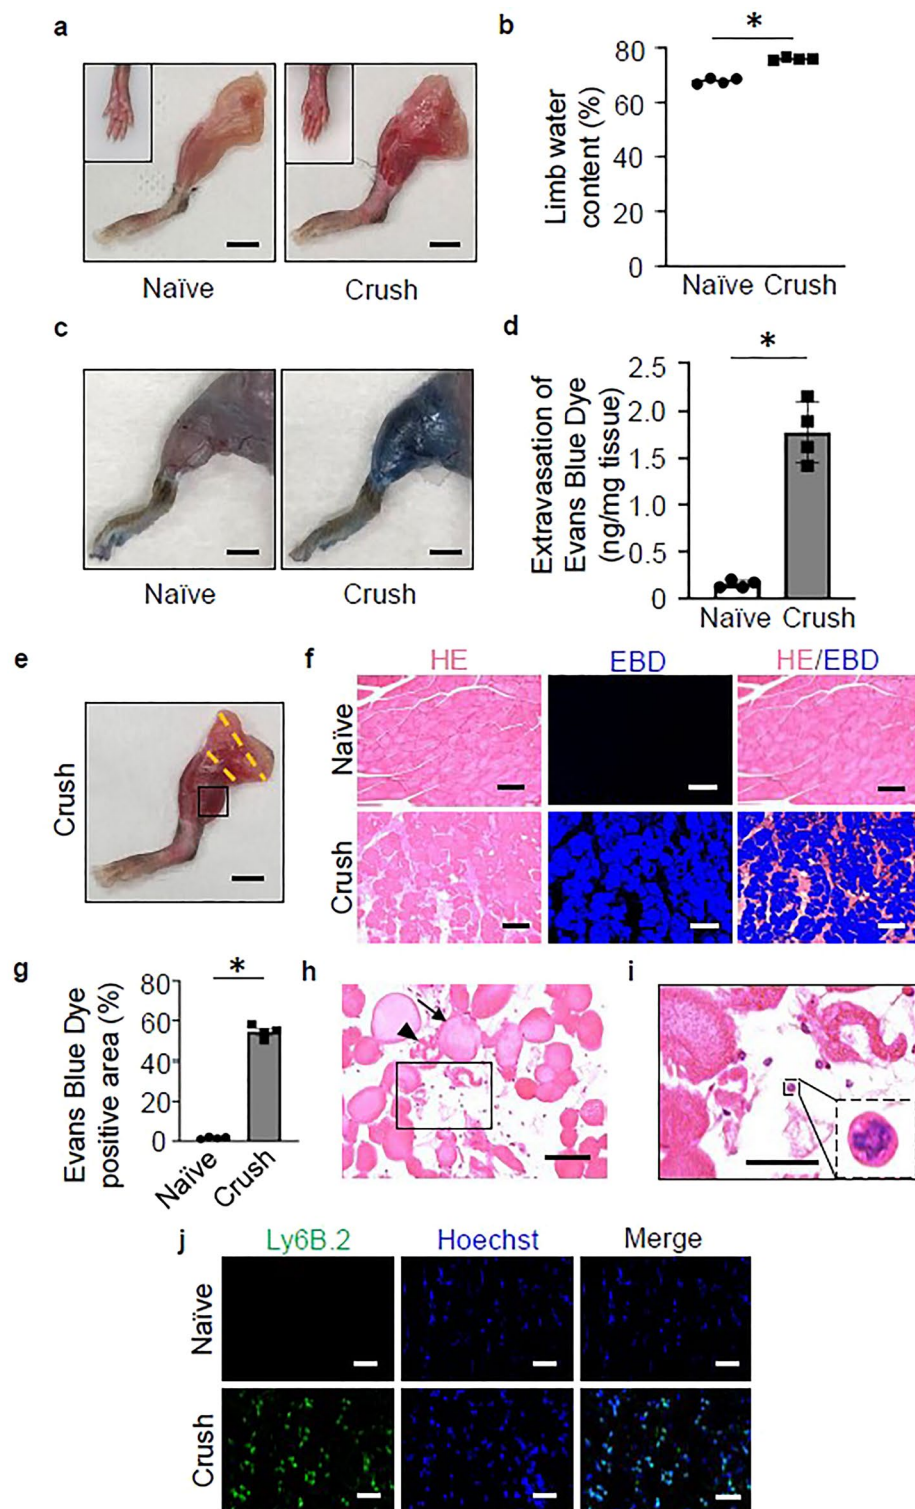 a
Naïve
Crush
b
*
Limb water
content (%)
80
60
40
20
0
Naïve Crush
c
Naïve
Crush
d
*
Extravasation of
Evans Blue Dye
(ng/mg tissue)
2.5
2.0
1.5
1.0
0.5
0
Naïve Crush
e
Crush
f
HE
EBD
HE/EBD
Naïve
Crush
g
*
Evans Blue Dye
positive area (%)
80
60
40
20
0
Naïve
Crush
h
i
j
Ly6B.2
Hoechst
Merge
Naïve
Crush